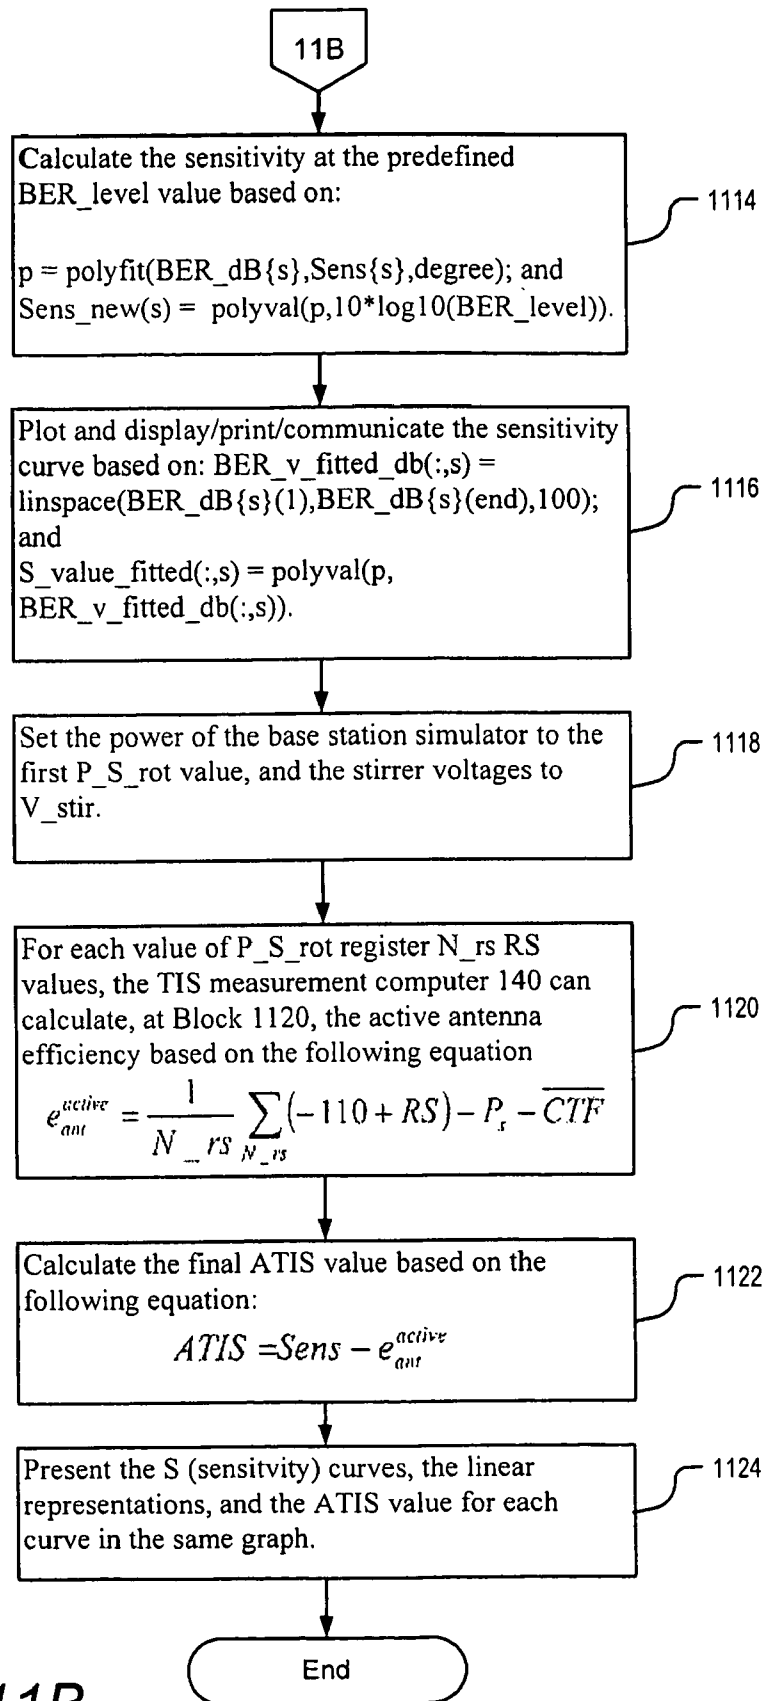 11B
Calculate the sensitivity at the predefined
BER_level value based on:
p = polyfit(BER_dB{s},Sens{s},degree); and
Sens_new(s) = polyval(p,10*log10(BER_level)).
1114
Plot and display/print/communicate the sensitivity
curve based on: BER_v_fitted_db(:,s) =
linspace(BER_dB{s}(1),BER_dB{s}(end),100);
and
S_value_fitted(:,s) = polyval(p,
BER_v_fitted_db(:,s)).
1116
Set the power of the base station simulator to the
first P_S_rot value, and the stirrer voltages to
V_stir.
1118
For each value of P_S_rot register N_rs RS
values, the TIS measurement computer 140 can
calculate, at Block 1120, the active antenna
efficiency based on the following equation
e_{ant}^{active} = \frac{1}{N\_rs} \sum_{N\_rs} (-110 + RS) - P_s - \overline{CTF}
1120
Calculate the final ATIS value based on the
following equation:
ATIS = Sens - e_{ant}^{active}
1122
Present the S (sensitvity) curves, the linear
representations, and the ATIS value for each
curve in the same graph.
1124
End